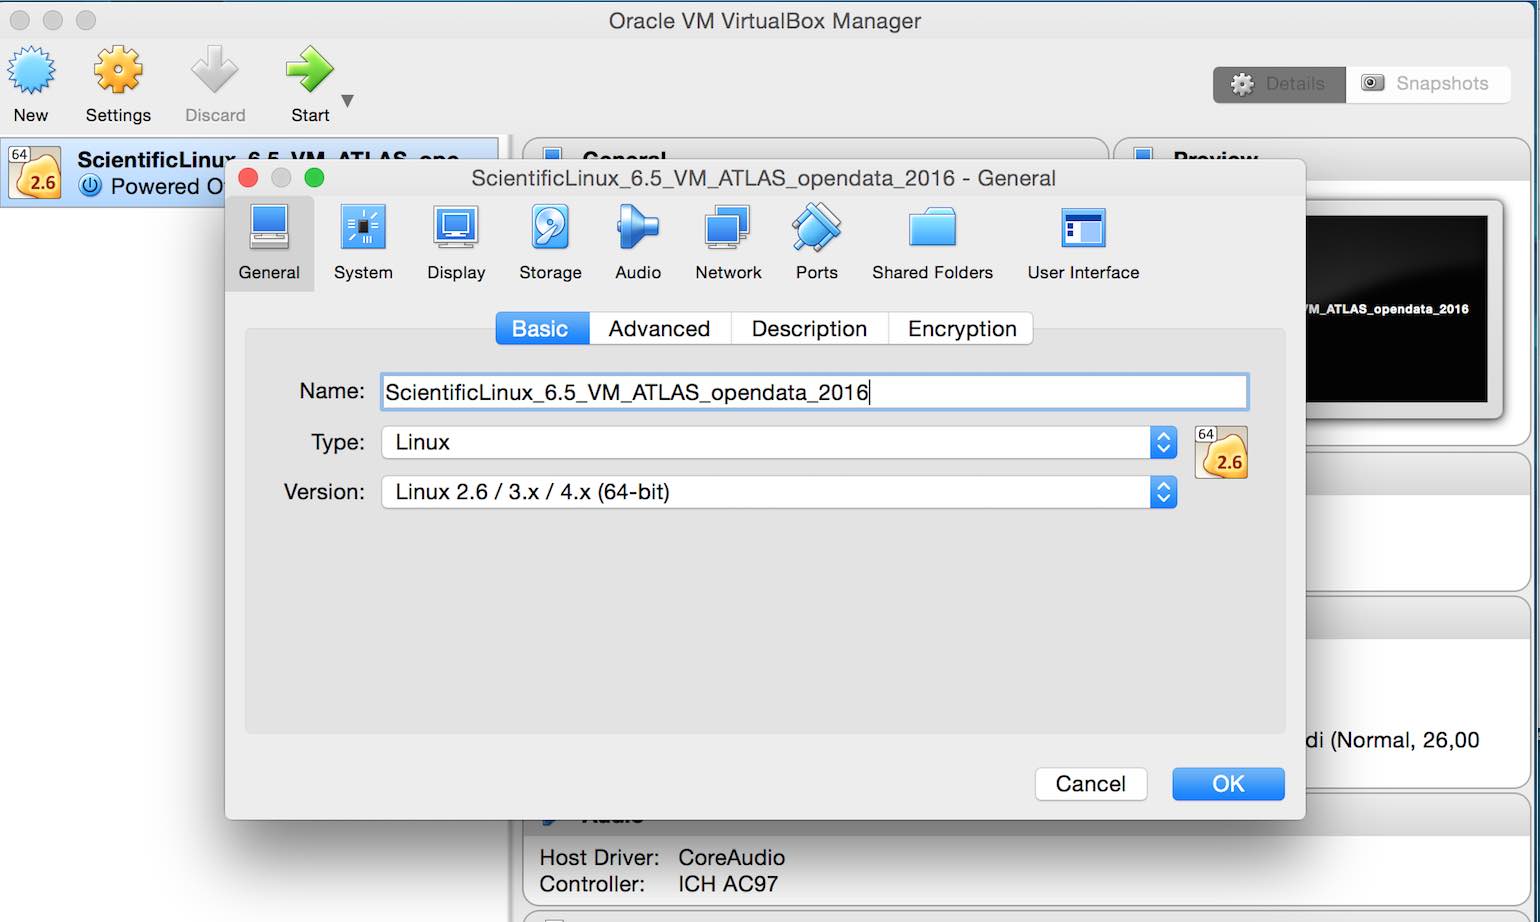 Oracle VM VirtualBox Manager
New
Settings
Discard
Start
Details
Snapshots
64
2.6
ScientificLinux_6.5_VM_ATLAS_ope
Powered O
General
Preview
ScientificLinux_6.5_VM_ATLAS_opendata_2016 - General
General
System
Display
Storage
Audio
Network
Ports
Shared Folders
User Interface
VM_ATLAS_opendata_2016
Basic
Advanced
Description
Encryption
Name: ScientificLinux_6.5_VM_ATLAS_opendata_2016
Type: Linux
64
2.6
Version: Linux 2.6 / 3.x / 4.x (64-bit)
di (Normal, 26,00
Cancel
OK
Audio
Host Driver: CoreAudio
Controller: ICH AC97